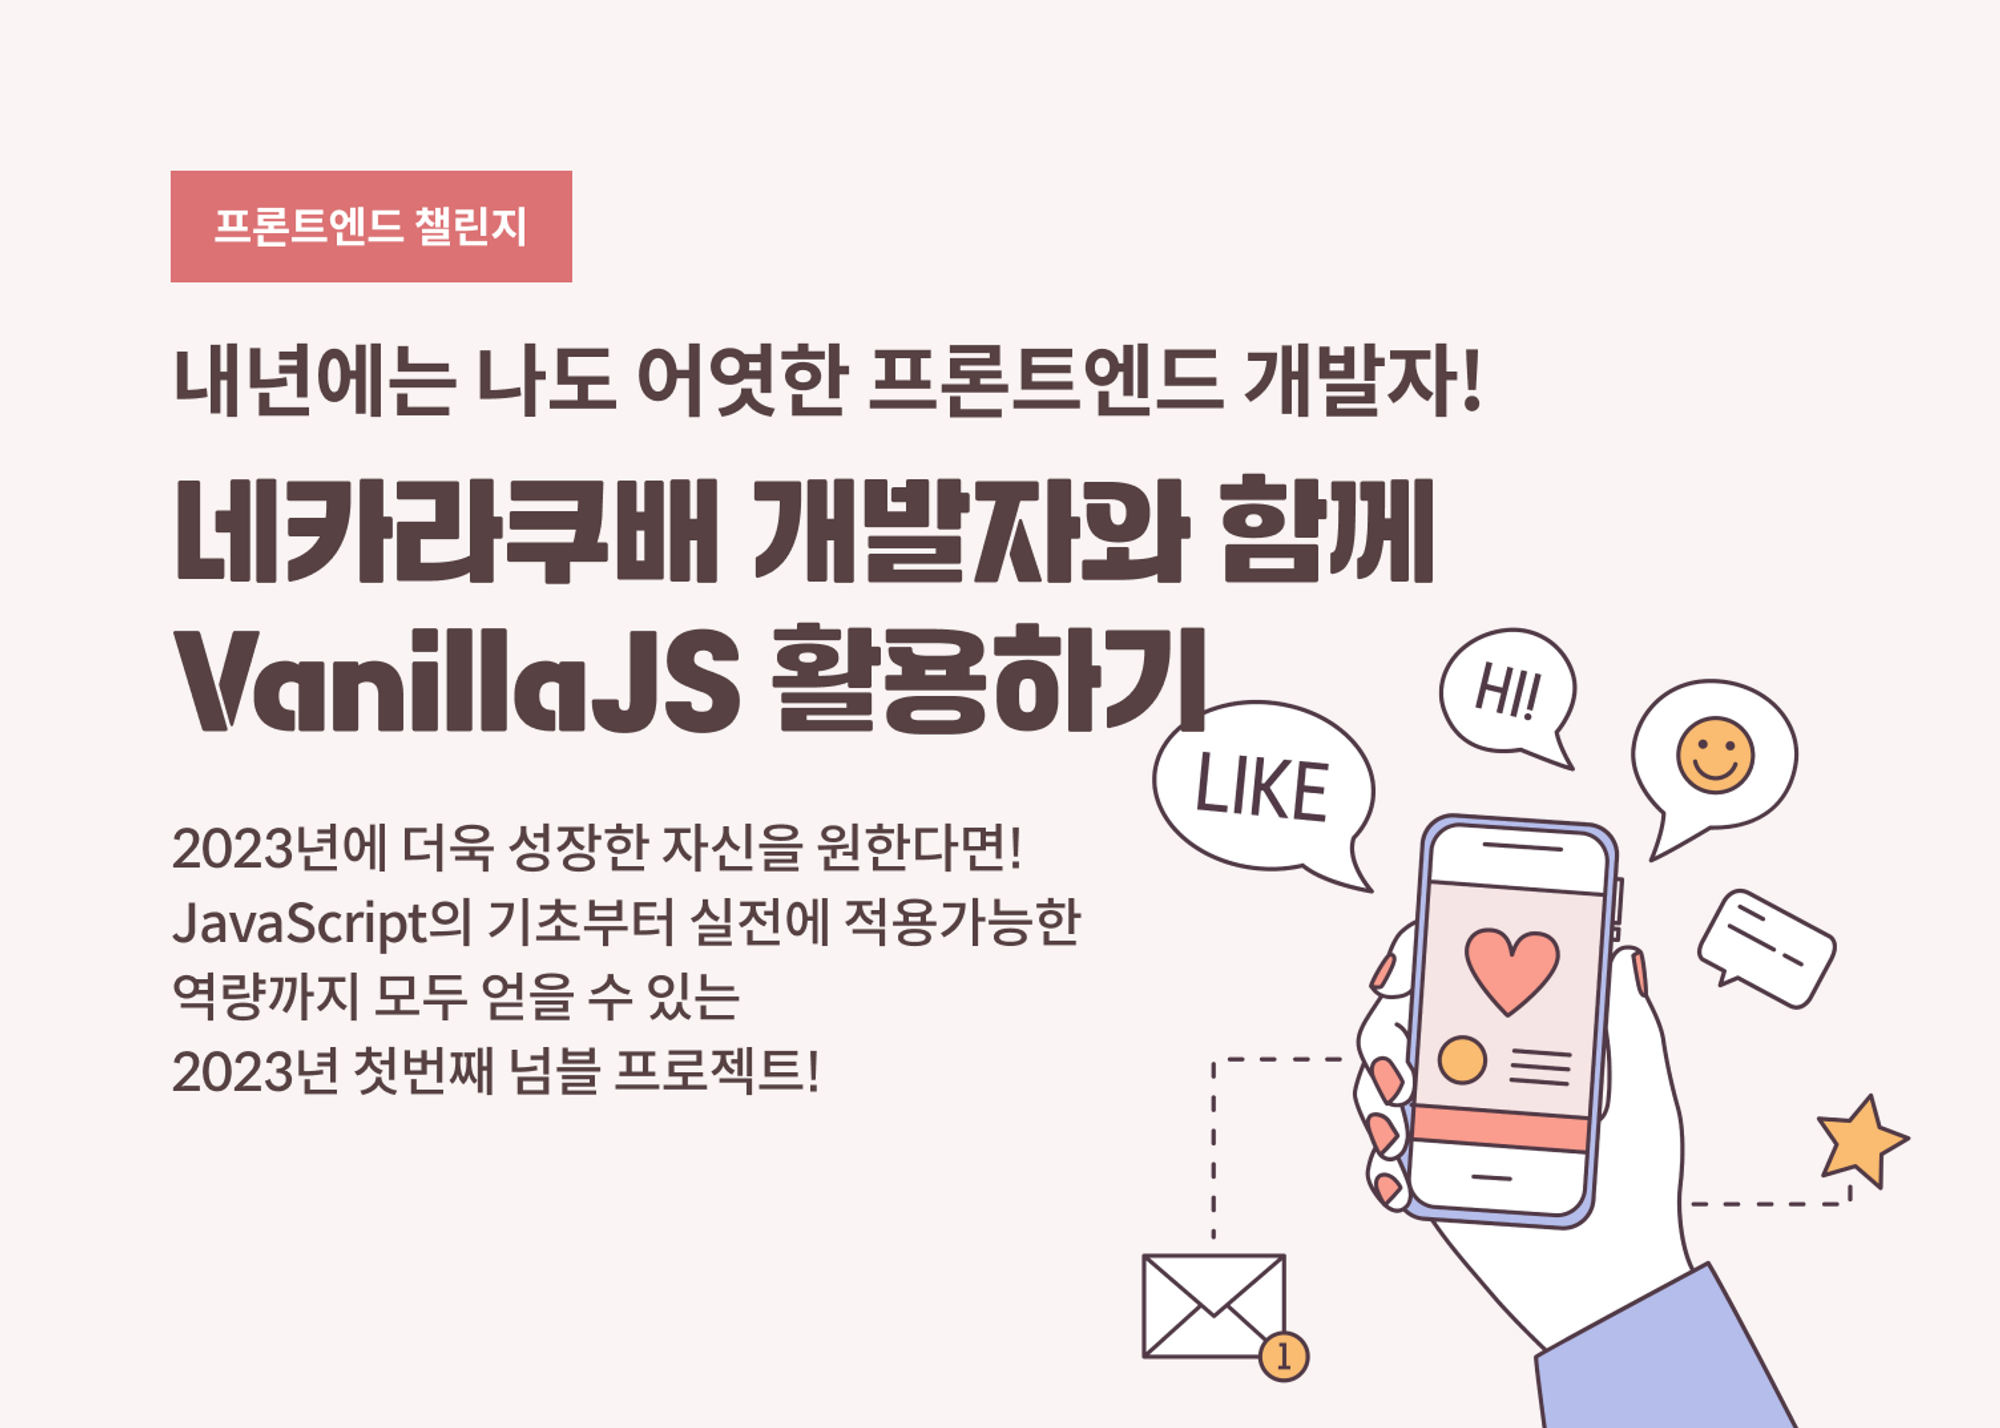 프론트엔드 챌린지
내년에는 나도 어엿한 프론트엔드 개발자!
네카라쿠배 개발자와 함께
VanillaJS 활용하기
2023년에 더욱 성장한 자신을 원한다면!
JavaScript의 기초부터 실전에 적용가능한
역량까지 모두 얻을 수 있는
2023년 첫번째 넘블 프로젝트!
HI!
LIKE
1